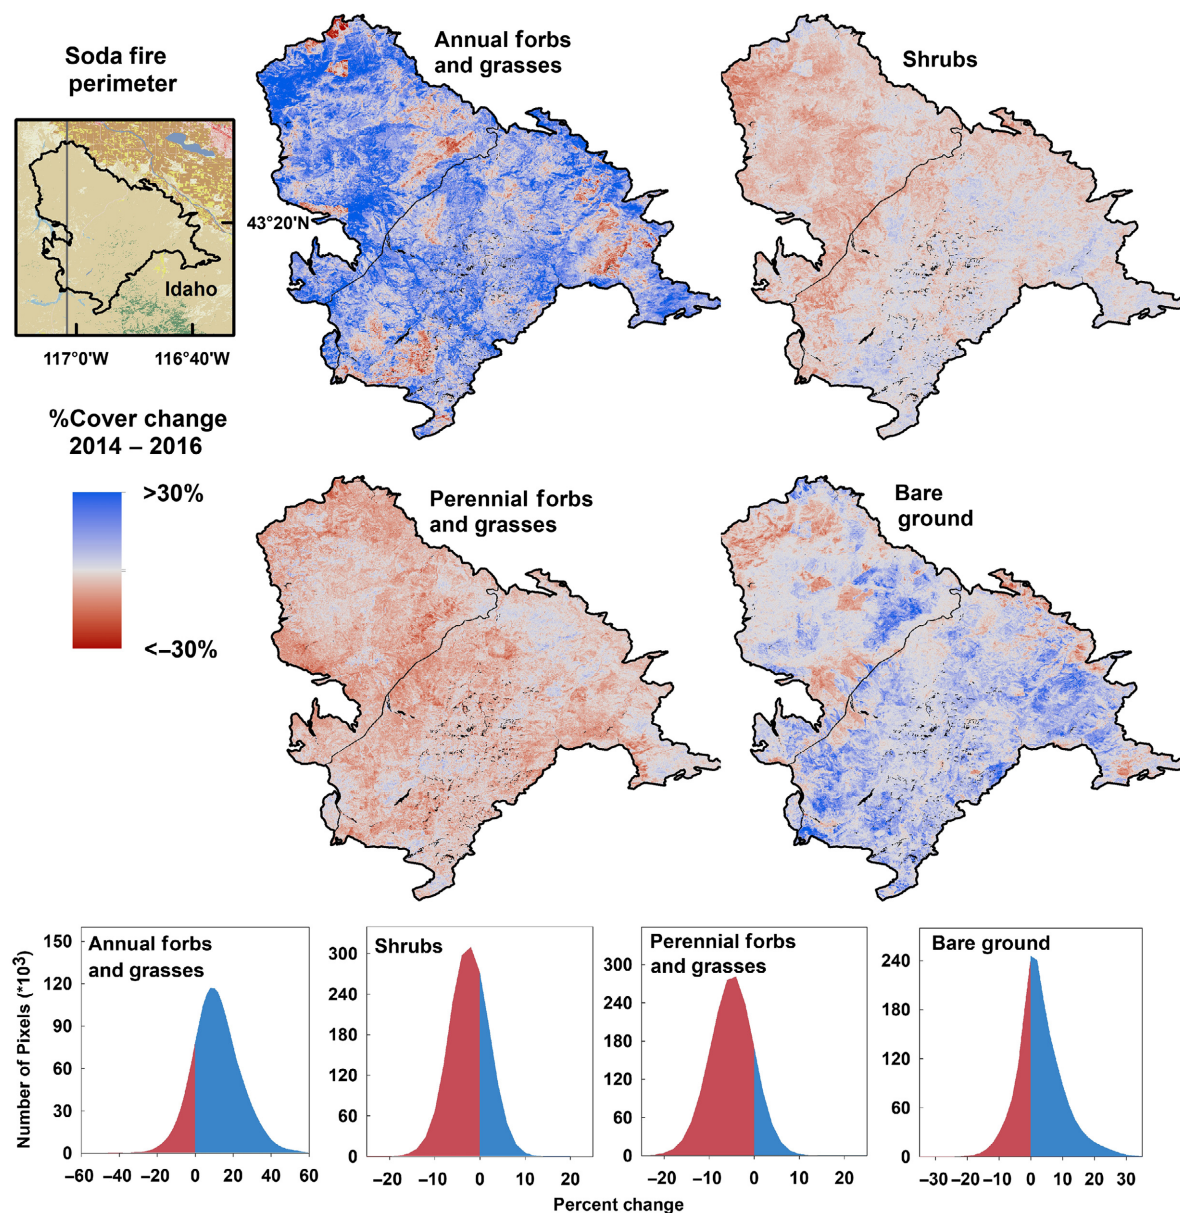 Soda fire
perimeter
Annual forbs
and grasses
Shrubs
43°20'N
Idaho
117°0'W
116°40'W
%Cover change
2014 – 2016
>30%
<–30%
Perennial forbs
and grasses
Bare
ground
Number of Pixels (*10³)
150
120
90
60
30
0
Annual forbs
and grasses
–60
–40
–20
0
20
40
60
300
240
180
120
60
0
Shrubs
–20
–10
0
10
20
300
240
180
120
60
0
Perennial forbs
and grasses
–20
–10
0
10
20
240
160
80
0
Bare ground
–30
–20
–10
0
10
20
30
Percent change